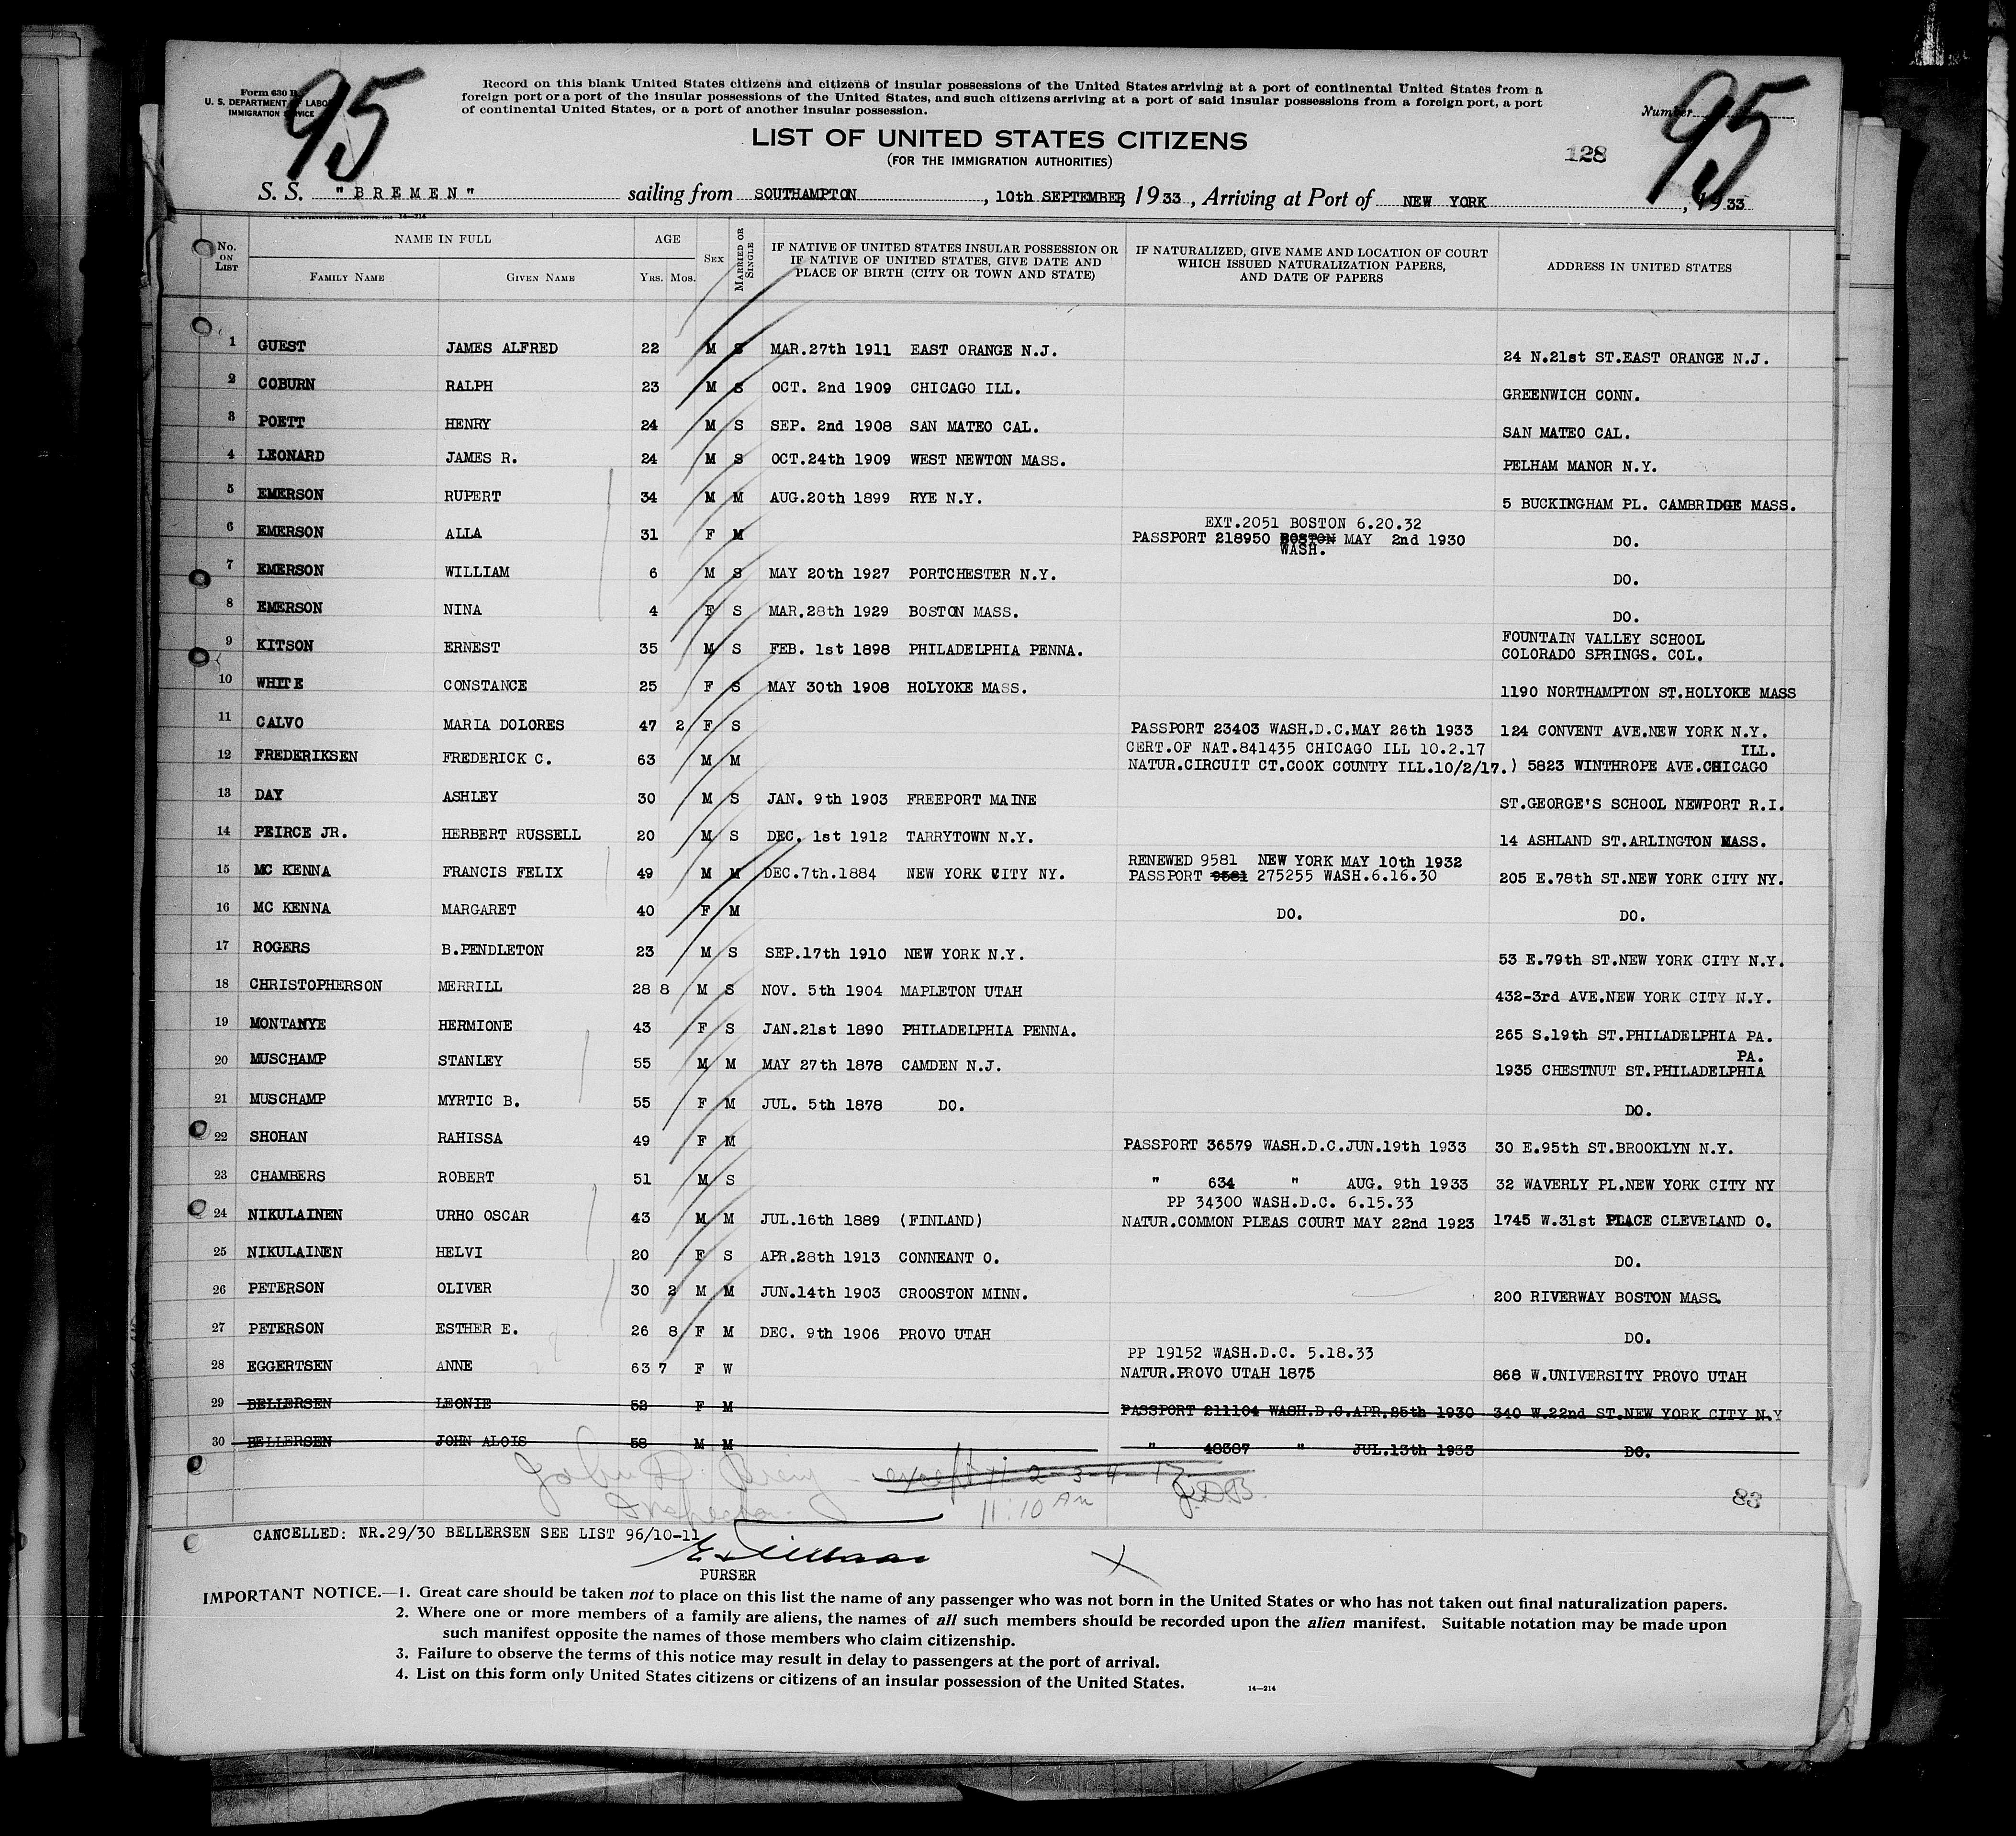 95
95
Form 630 B
U. S. DEPARTMENT OF LABOR
IMMIGRATION SERVICE
Record on this blank United States citizens and citizens of insular possessions of the United States arriving at a port of continental United States from a
foreign port or a port of the insular possessions of the United States, and such citizens arriving at a port of said insular possessions from a foreign port, a port
of continental United States, or a port of another insular possession.
Number
LIST OF UNITED STATES CITIZENS
(FOR THE IMMIGRATION AUTHORITIES)
128
S. S. "BREMEN" sailing from SOUTHAMPTON, 10th SEPTEMBER, 1933, Arriving at Port of NEW YORK, 1933
No. ON LIST
NAME IN FULL
FAMILY NAME GIVEN NAME
AGE
YRS. MOS.
SEX
MARRIED OR SINGLE
IF NATIVE OF UNITED STATES INSULAR POSSESSION OR
IF NATIVE OF UNITED STATES, GIVE DATE AND
PLACE OF BIRTH (CITY OR TOWN AND STATE)
IF NATURALIZED, GIVE NAME AND LOCATION OF COURT
WHICH ISSUED NATURALIZATION PAPERS,
AND DATE OF PAPERS
ADDRESS IN UNITED STATES
1 GUEST JAMES ALFRED 22 M S MAR.27th 1911 EAST ORANGE N.J. 24 N.21st ST.EAST ORANGE N.J.
2 COBURN RALPH 23 M S OCT. 2nd 1909 CHICAGO ILL. GREENWICH CONN.
3 POETT HENRY 24 M S SEP. 2nd 1908 SAN MATEO CAL. SAN MATEO CAL.
4 LEONARD JAMES R. 24 M S OCT.24th 1909 WEST NEWTON MASS. PELHAM MANOR N.Y.
5 EMERSON RUPERT 34 M M AUG.20th 1899 RYE N.Y. 5 BUCKINGHAM PL. CAMBRIDGE MASS.
EXT.2051 BOSTON 6.20.32
6 EMERSON ALLA 31 F M PASSPORT 218950 BOSTON MAY 2nd 1930 DO.
WASH.
7 EMERSON WILLIAM 6 M S MAY 20th 1927 PORTCHESTER N.Y. DO.
8 EMERSON NINA 4 F S MAR.28th 1929 BOSTON MASS. DO.
FOUNTAIN VALLEY SCHOOL
9 KITSON ERNEST 35 M S FEB. 1st 1898 PHILADELPHIA PENNA. COLORADO SPRINGS. COL.
10 WHITE CONSTANCE 25 F S MAY 30th 1908 HOLYOKE MASS. 1190 NORTHAMPTON ST.HOLYOKE MASS
11 CALVO MARIA DOLORES 47 2 F S PASSPORT 23403 WASH.D.C.MAY 26th 1933 124 CONVENT AVE.NEW YORK N.Y.
CERT.OF NAT.841435 CHICAGO ILL 10.2.17 ILL.
12 FREDERIKSEN FREDERICK C. 63 M M NATUR.CIRCUIT CT.COOK COUNTY ILL.10/2/17.) 5823 WINTHROPE AVE.CHICAGO
13 DAY ASHLEY 30 M S JAN. 9th 1903 FREEPORT MAINE ST.GEORGE'S SCHOOL NEWPORT R.I.
14 PEIRCE JR. HERBERT RUSSELL 20 M S DEC. 1st 1912 TARRYTOWN N.Y. 14 ASHLAND ST.ARLINGTON MASS.
RENEWED 9581 NEW YORK MAY 10th 1932
15 MC KENNA FRANCIS FELIX 49 M M DEC.7th.1884 NEW YORK CITY NY. PASSPORT 9581 275255 WASH.6.16.30 205 E.78th ST.NEW YORK CITY NY.
16 MC KENNA MARGARET 40 F M DO. DO.
17 ROGERS B.PENDLETON 23 M S SEP.17th 1910 NEW YORK N.Y. 53 E.79th ST.NEW YORK CITY N.Y.
18 CHRISTOPHERSON MERRILL 28 8 M S NOV. 5th 1904 MAPLETON UTAH 432-3rd AVE.NEW YORK CITY N.Y.
19 MONTANYE HERMIONE 43 F S JAN.21st 1890 PHILADELPHIA PENNA. 265 S.19th ST.PHILADELPHIA PA.
PA.
20 MUSCHAMP STANLEY 55 M M MAY 27th 1878 CAMDEN N.J. 1935 CHESTNUT ST.PHILADELPHIA
21 MUSCHAMP MYRTIC B. 55 F M JUL. 5th 1878 DO. DO.
22 SHOHAN RAHISSA 49 F M PASSPORT 36579 WASH.D.C.JUN.19th 1933 30 E.95th ST.BROOKLYN N.Y.
23 CHAMBERS ROBERT 51 M S " 634 " AUG. 9th 1933 32 WAVERLY PL.NEW YORK CITY NY
PP 34300 WASH.D.C. 6.15.33
24 NIKULAINEN URHO OSCAR 43 M M JUL.16th 1889 (FINLAND) NATUR.COMMON PLEAS COURT MAY 22nd 1923 1745 W.31st PLACE CLEVELAND O.
25 NIKULAINEN HELVI 20 F S APR.28th 1913 CONNEANT O. DO.
26 PETERSON OLIVER 30 2 M M JUN.14th 1903 CROOSTON MINN. 200 RIVERWAY BOSTON MASS.
27 PETERSON ESTHER E. 26 8 F M DEC. 9th 1906 PROVO UTAH DO.
PP 19152 WASH.D.C. 5.18.33
28 EGGERTSEN ANNE 63 7 F W NATUR.PROVO UTAH 1875 868 W.UNIVERSITY PROVO UTAH
29 BELLERSEN LEONIE 52 F M PASSPORT 211104 WASH.D.C.APR.25th 1930 340 W.22nd ST.NEW YORK CITY N.Y
30 BELLERSEN JOHN ALOIS 58 M M " 48387 " JUL.13th 1933 DO.
John D. except 2-3-4-17
Inspector 11:10 AM J.D.B.
83
CANCELLED: NR.29/30 BELLERSEN SEE LIST 96/10-11
PURSER
IMPORTANT NOTICE.—1. Great care should be taken not to place on this list the name of any passenger who was not born in the United States or who has not taken out final naturalization papers.
2. Where one or more members of a family are aliens, the names of all such members should be recorded upon the alien manifest. Suitable notation may be made upon
such manifest opposite the names of those members who claim citizenship.
3. Failure to observe the terms of this notice may result in delay to passengers at the port of arrival.
4. List on this form only United States citizens or citizens of an insular possession of the United States.
14—214